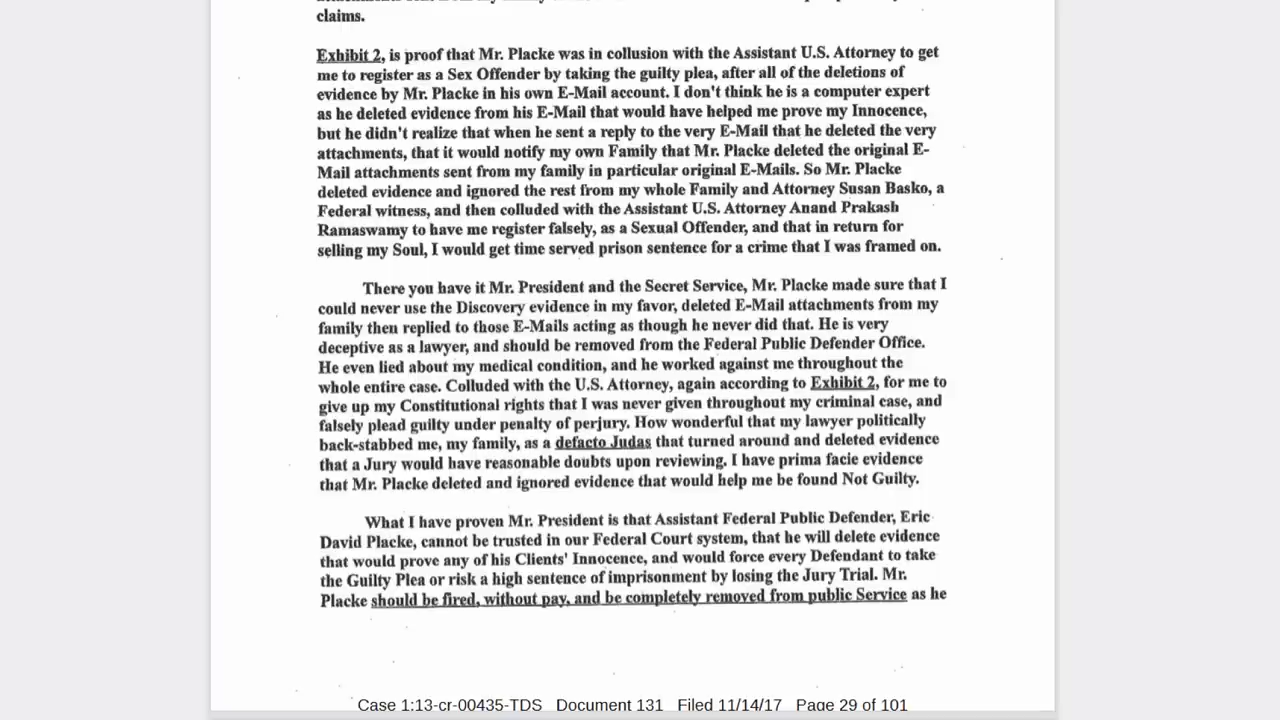 claims.
Exhibit 2, is proof that Mr. Placke was in collusion with the Assistant U.S. Attorney to get
me to register as a Sex Offender by taking the guilty plea, after all of the deletions of
evidence by Mr. Placke in his own E-Mail account. I don't think he is a computer expert
as he deleted evidence from his E-Mail that would have helped me prove my Innocence,
but he didn't realize that when he sent a reply to the very E-Mail that he deleted the very
attachments, that it would notify my own Family that Mr. Placke deleted the original E-
Mail attachments sent from my family in particular original E-Mails. So Mr. Placke
deleted evidence and ignored the rest from my whole Family and Attorney Susan Basko, a
Federal witness, and then colluded with the Assistant U.S. Attorney Anand Prakash
Ramaswamy to have me register falsely, as a Sexual Offender, and that in return for
selling my Soul, I would get time served prison sentence for a crime that I was framed on.
There you have it Mr. President and the Secret Service, Mr. Placke made sure that I
could never use the Discovery evidence in my favor, deleted E-Mail attachments from my
family then replied to those E-Mails acting as though he never did that. He is very
deceptive as a lawyer, and should be removed from the Federal Public Defender Office.
He even lied about my medical condition, and he worked against me throughout the
whole entire case. Colluded with the U.S. Attorney, again according to Exhibit 2, for me to
give up my Constitutional rights that I was never given throughout my criminal case, and
falsely plead guilty under penalty of perjury. How wonderful that my lawyer politically
back-stabbed me, my family, as a defacto Judas that turned around and deleted evidence
that a Jury would have reasonable doubts upon reviewing. I have prima facie evidence
that Mr. Placke deleted and ignored evidence that would help me be found Not Guilty.
What I have proven Mr. President is that Assistant Federal Public Defender, Eric
David Placke, cannot be trusted in our Federal Court system, that he will delete evidence
that would prove any of his Clients' Innocence, and would force every Defendant to take
the Guilty Plea or risk a high sentence of imprisonment by losing the Jury Trial. Mr.
Placke should be fired, without pay, and be completely removed from public Service as he
Case 1:13-cr-00435-TDS Document 131 Filed 11/14/17 Page 29 of 101